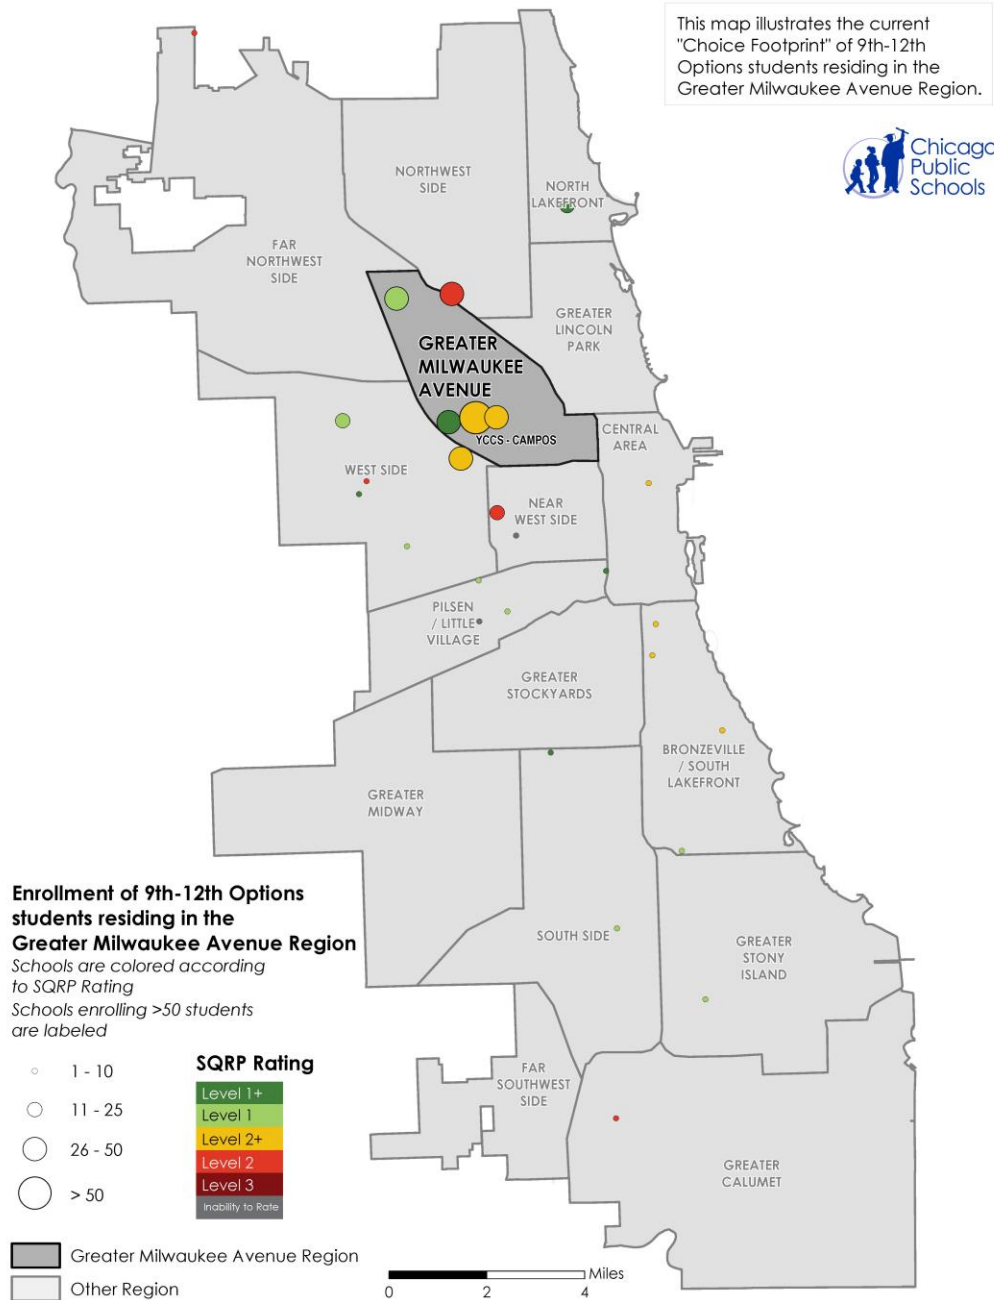 This map illustrates the current
"Choice Footprint" of 9th-12th
Options students residing in the
Greater Milwaukee Avenue Region.
Chicago
Public
Schools
NORTHWEST
SIDE
NORTH
LAKEFRONT
FAR
NORTHWEST
SIDE
GREATER
LINCOLN
PARK
GREATER
MILWAUKEE
AVENUE
YCCS - CAMPOS
CENTRAL
AREA
WEST SIDE
NEAR
WEST SIDE
PILSEN
/ LITTLE
VILLAGE
GREATER
STOCKYARDS
BRONZEVILLE
/ SOUTH
LAKEFRONT
GREATER
MIDWAY
SOUTH SIDE
GREATER
STONY
ISLAND
FAR
SOUTHWEST
SIDE
GREATER
CALUMET
Enrollment of 9th-12th Options
students residing in the
Greater Milwaukee Avenue Region
Schools are colored according
to SQRP Rating
Schools enrolling >50 students
are labeled
1 - 10
11 - 25
26 - 50
> 50
SQRP Rating
Level 1+
Level 1
Level 2+
Level 2
Level 3
Inability to Rate
Greater Milwaukee Avenue Region
Other Region
Miles
0 2 4